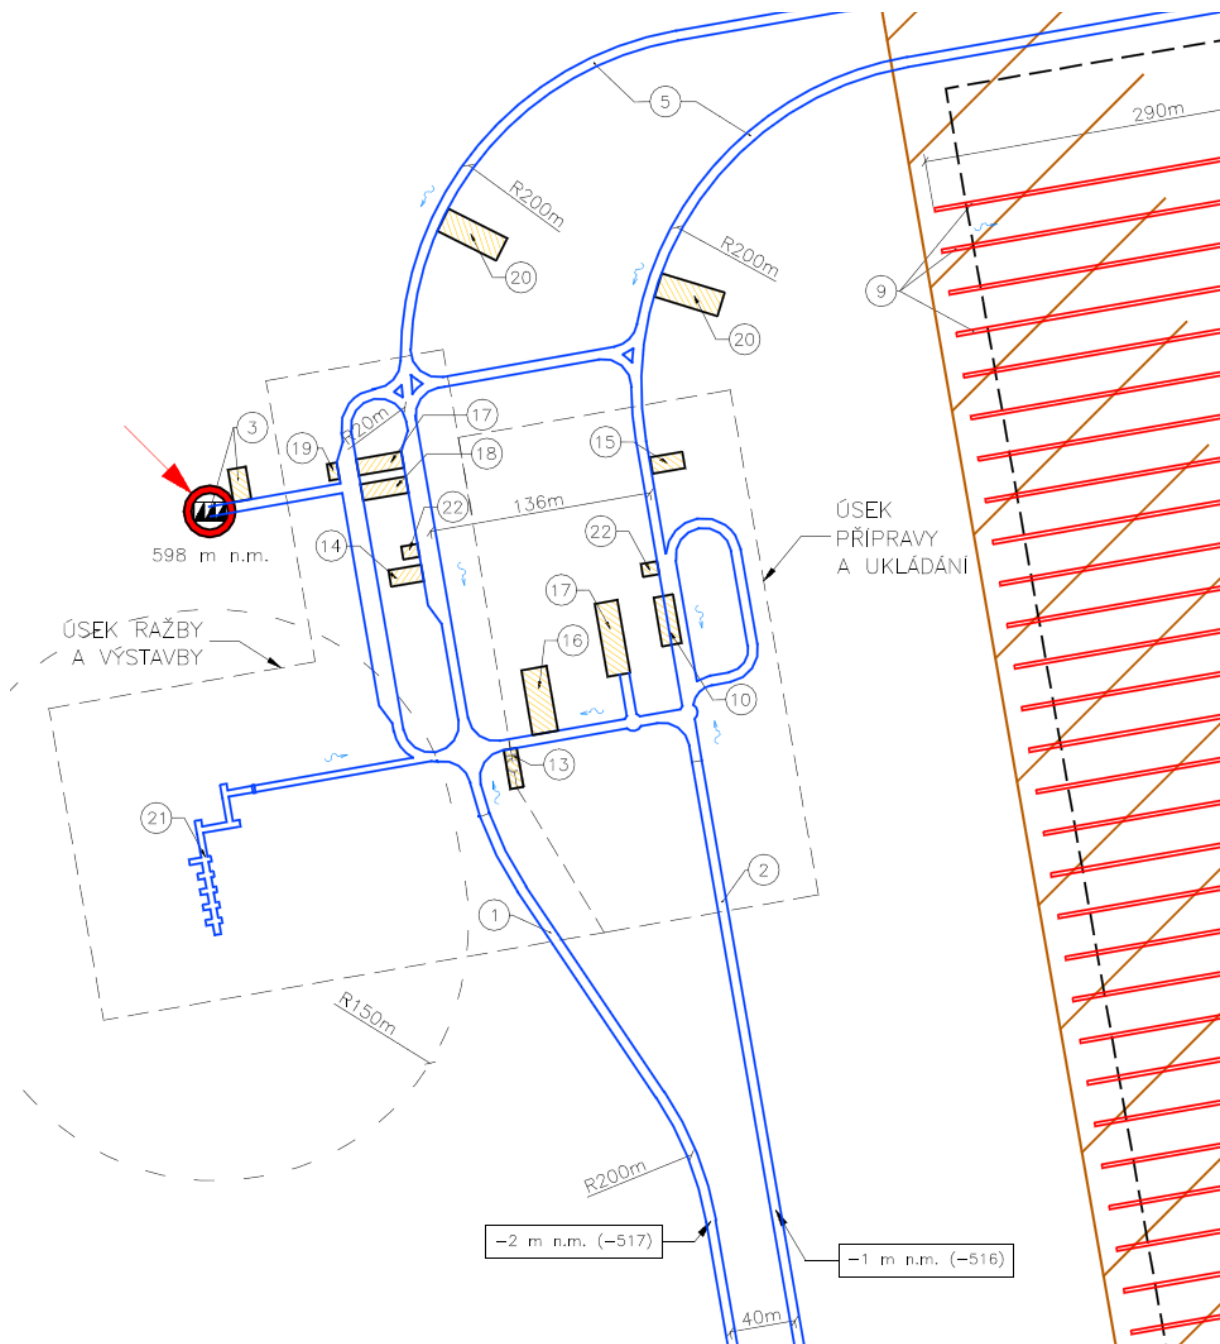 5
290m
R200m
R200m
9
20
20
3
19
R20m
17
18
15
136m
22
ÚSEK
PŘÍPRAVY
A UKLÁDÁNÍ
598 m n.m.
14
22
17
ÚSEK RAŽBY
A VÝSTAVBY
16
10
13
21
2
1
R150m
R200m
-2 m n.m. (-517)
-1 m n.m. (-516)
40m